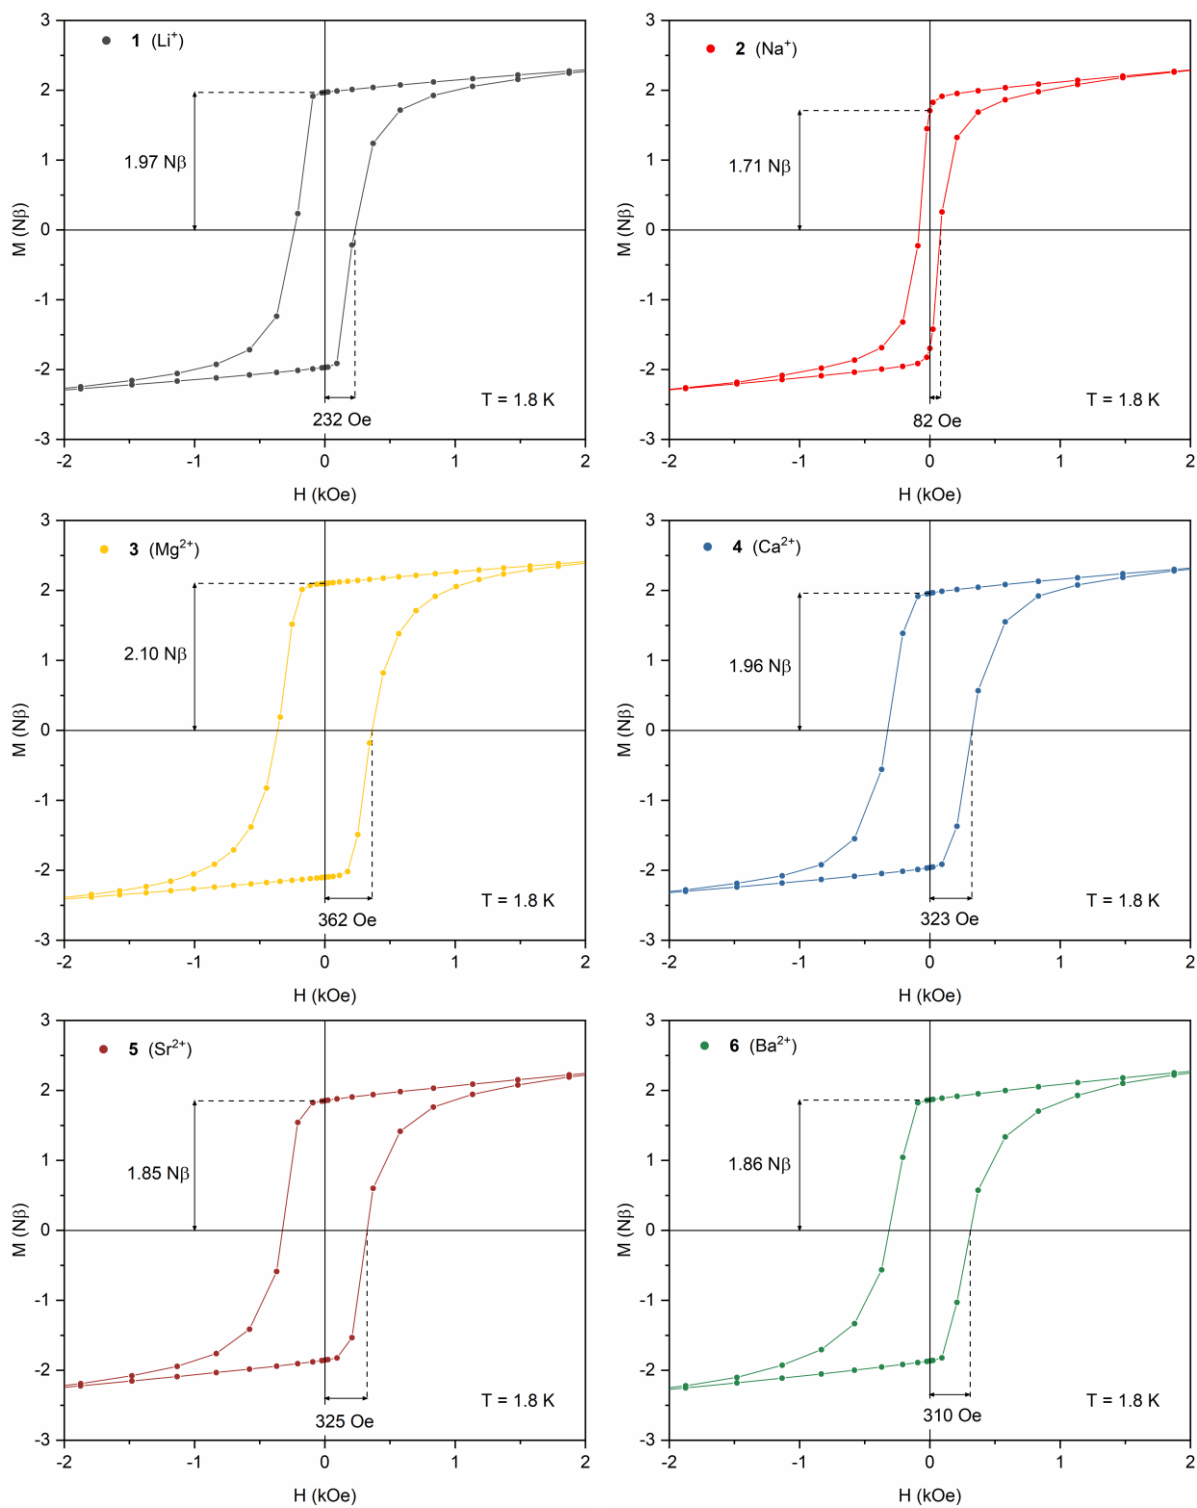 1 (Li⁺)
3
2
1
0
-1
-2
-3
M (Nβ)
1.97 Nβ
232 Oe
T = 1.8 K
-2 -1 0 1 2
H (kOe)
2 (Na⁺)
3
2
1
0
-1
-2
-3
M (Nβ)
1.71 Nβ
82 Oe
T = 1.8 K
-2 -1 0 1 2
H (kOe)
3 (Mg²⁺)
3
2
1
0
-1
-2
-3
M (Nβ)
2.10 Nβ
362 Oe
T = 1.8 K
-2 -1 0 1 2
H (kOe)
4 (Ca²⁺)
3
2
1
0
-1
-2
-3
M (Nβ)
1.96 Nβ
323 Oe
T = 1.8 K
-2 -1 0 1 2
H (kOe)
5 (Sr²⁺)
3
2
1
0
-1
-2
-3
M (Nβ)
1.85 Nβ
325 Oe
T = 1.8 K
-2 -1 0 1 2
H (kOe)
6 (Ba²⁺)
3
2
1
0
-1
-2
-3
M (Nβ)
1.86 Nβ
310 Oe
T = 1.8 K
-2 -1 0 1 2
H (kOe)